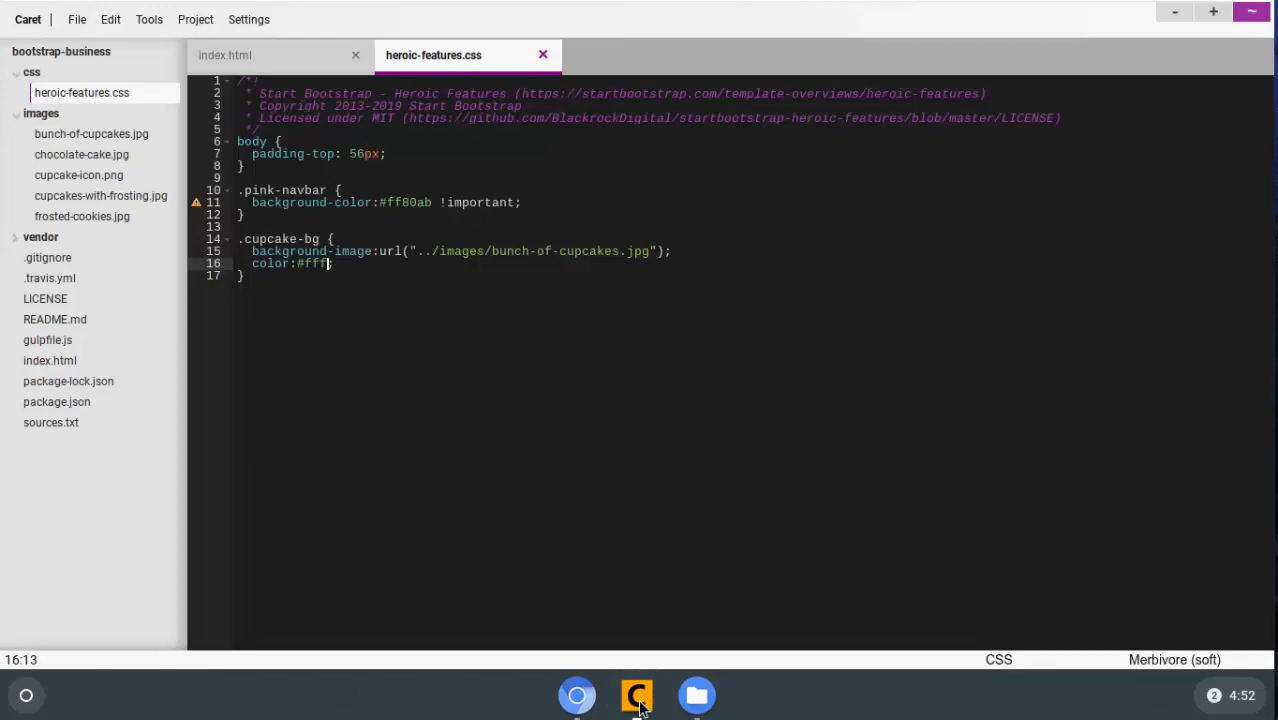 Caret
File
Edit
Tools
Project
Settings
-
+
~
bootstrap-business
css
heroic-features.css
images
bunch-of-cupcakes.jpg
chocolate-cake.jpg
cupcake-icon.png
cupcakes-with-frosting.jpg
frosted-cookies.jpg
vendor
.gitignore
.travis.yml
LICENSE
README.md
gulpfile.js
index.html
package-lock.json
package.json
sources.txt
index.html
heroic-features.css
1 /*!
2 * Start Bootstrap - Heroic Features (https://startbootstrap.com/template-overviews/heroic-features)
3 * Copyright 2013-2019 Start Bootstrap
4 * Licensed under MIT (https://github.com/BlackrockDigital/startbootstrap-heroic-features/blob/master/LICENSE)
5 */
6 body {
7 padding-top: 56px;
8 }
9
10 .pink-navbar {
11 background-color:#ff80ab !important;
12 }
13
14 .cupcake-bg {
15 background-image:url("../images/bunch-of-cupcakes.jpg");
16 color:#fff;
17 }
16:13
CSS
Merbivore (soft)
C
2 4:52